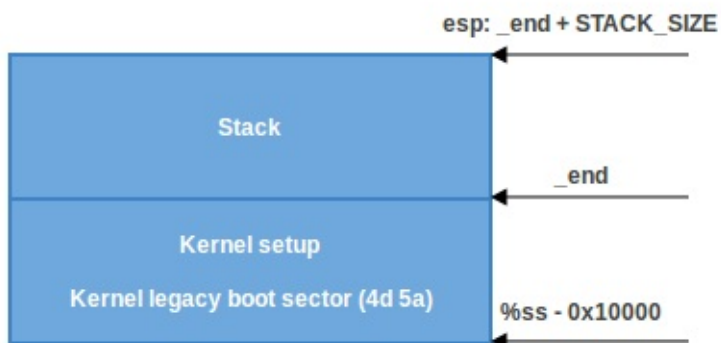 esp: _end + STACK_SIZE
Stack
_end
Kernel setup
Kernel legacy boot sector (4d 5a)
%ss - 0x10000